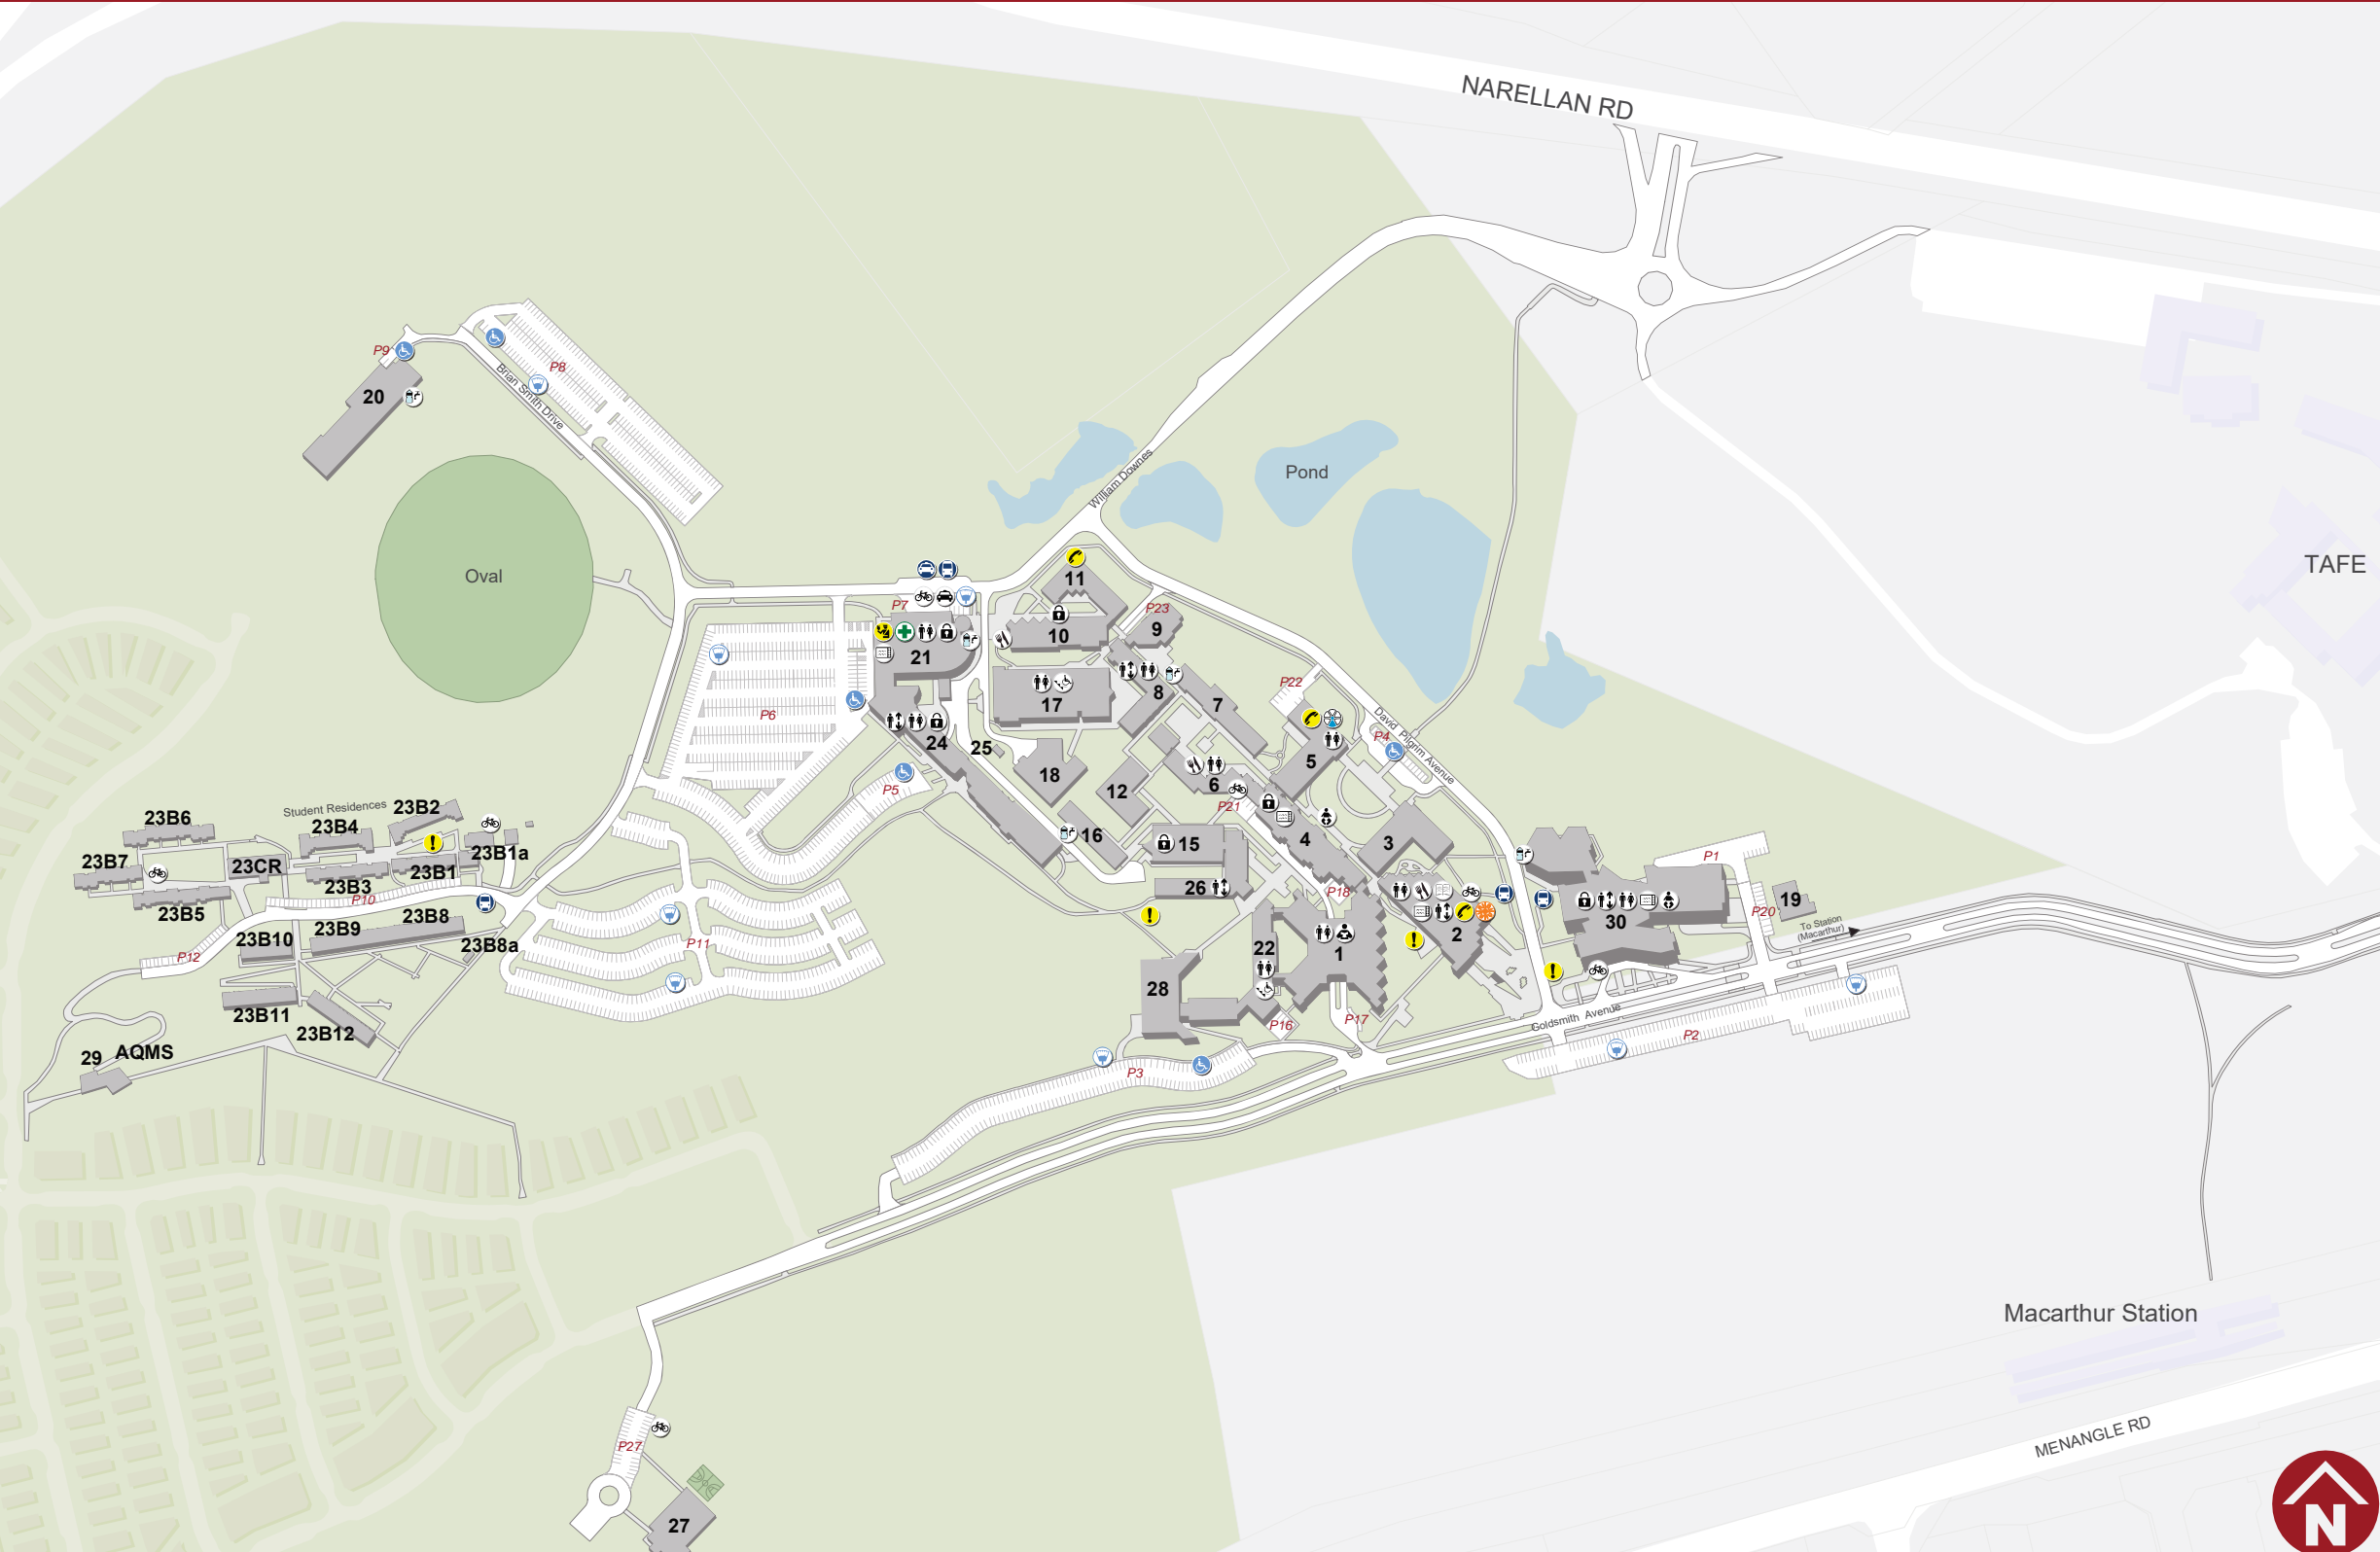 NARELLAN RD
P9
P8
20
Brian Smith Drive
William Downes
Pond
Oval
TAFE
11
P7
P23
10
9
21
P22
8
17
7
P6
David Pilgrim Avenue
P4
24
25
5
18
6
12
P5
P21
Student Residences
23B2
23B6
23B4
16
15
4
3
23B1a
P1
23B7
23CR
23B1
23B3
26
P18
P10
19
23B5
P20
23B8
30
To Station
(Macarthur)
23B9
2
23B10
23B8a
P11
22
1
P12
28
23B11
P16
P17
Goldsmith Avenue
23B12
P2
AQMS
29
P3
Macarthur Station
MENANGLE RD
P27
27
N